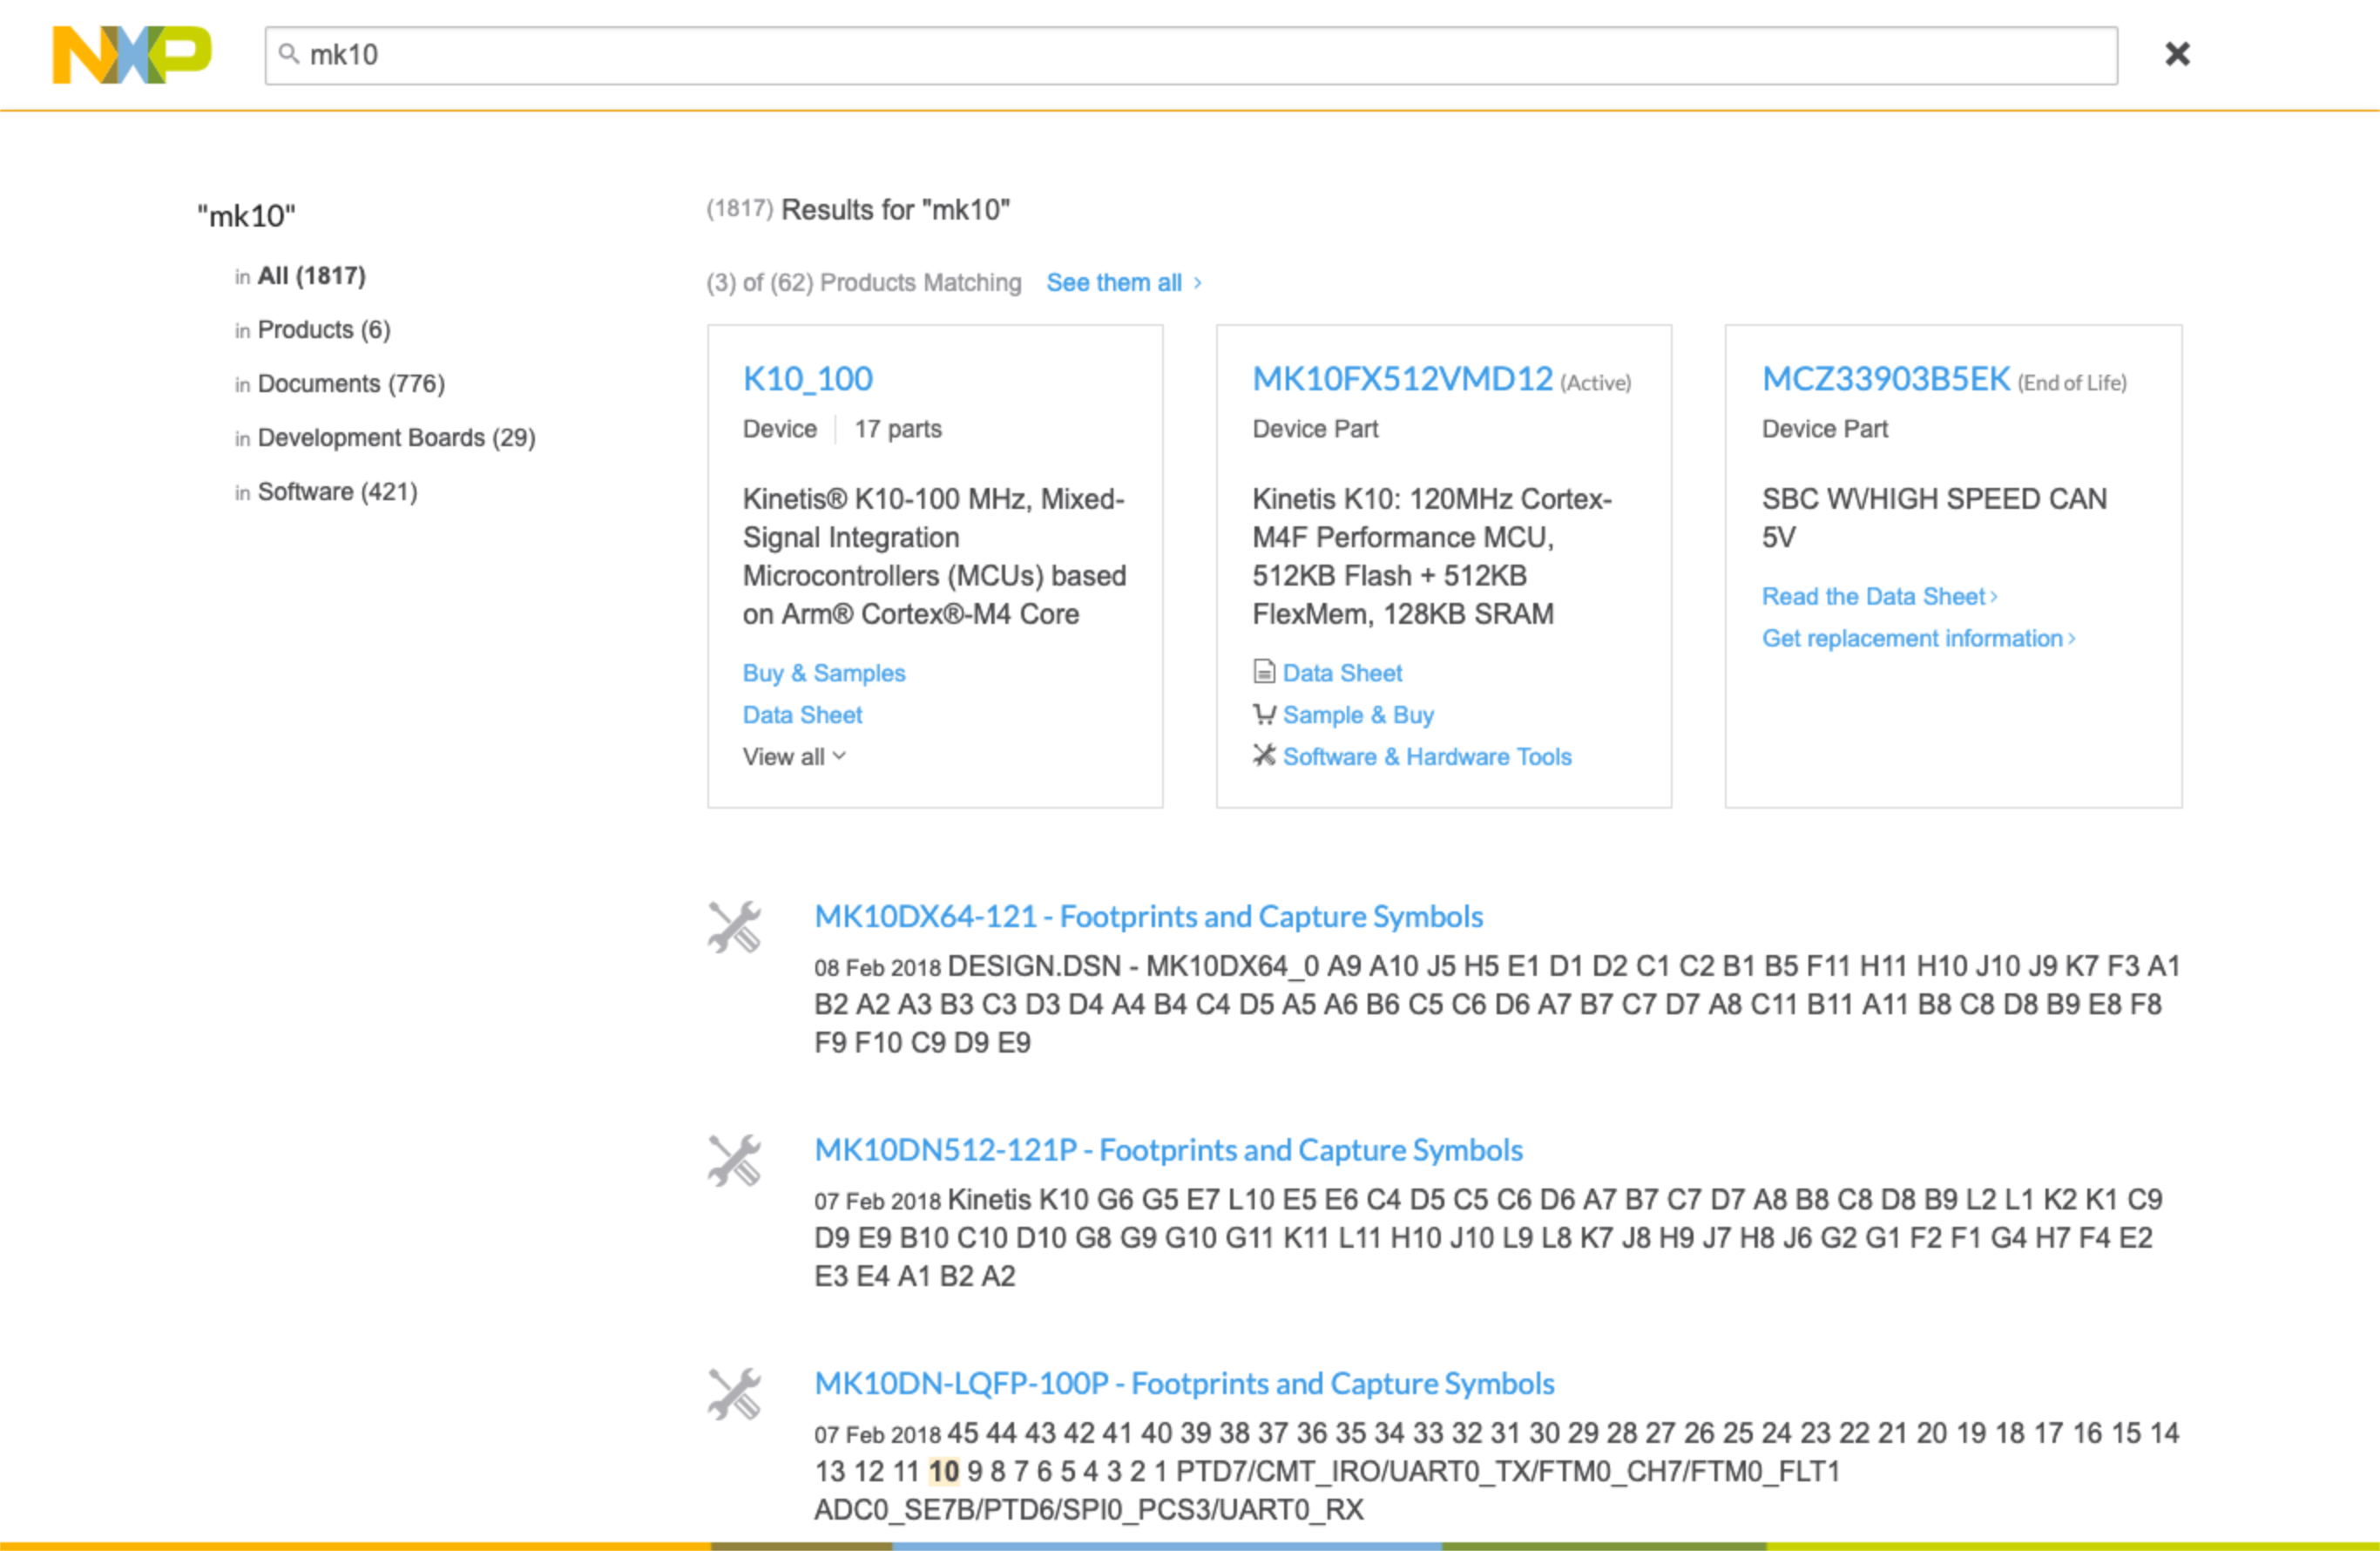 NXP
mk10
"mk10"
in All (1817)
in Products (6)
in Documents (776)
in Development Boards (29)
in Software (421)
(1817) Results for "mk10"
(3) of (62) Products Matching See them all >
K10_100
Device | 17 parts
Kinetis® K10-100 MHz, Mixed-
Signal Integration
Microcontrollers (MCUs) based
on Arm® Cortex®-M4 Core
Buy & Samples
Data Sheet
View all
MK10FX512VMD12 (Active)
Device Part
Kinetis K10: 120MHz Cortex-
M4F Performance MCU,
512KB Flash + 512KB
FlexMem, 128KB SRAM
Data Sheet
Sample & Buy
Software & Hardware Tools
MCZ33903B5EK (End of Life)
Device Part
SBC W\/HIGH SPEED CAN
5V
Read the Data Sheet >
Get replacement information >
MK10DX64-121 - Footprints and Capture Symbols
08 Feb 2018 DESIGN.DSN - MK10DX64_0 A9 A10 J5 H5 E1 D1 D2 C1 C2 B1 B5 F11 H11 H10 J10 J9 K7 F3 A1
B2 A2 A3 B3 C3 D3 D4 A4 B4 C4 D5 A5 A6 B6 C5 C6 D6 A7 B7 C7 D7 A8 C11 B11 A11 B8 C8 D8 B9 E8 F8
F9 F10 C9 D9 E9
MK10DN512-121P - Footprints and Capture Symbols
07 Feb 2018 Kinetis K10 G6 G5 E7 L10 E5 E6 C4 D5 C5 C6 D6 A7 B7 C7 D7 A8 B8 C8 D8 B9 L2 L1 K2 K1 C9
D9 E9 B10 C10 D10 G8 G9 G10 G11 K11 L11 H10 J10 L9 L8 K7 J8 H9 J7 H8 J6 G2 G1 F2 F1 G4 H7 F4 E2
E3 E4 A1 B2 A2
MK10DN-LQFP-100P - Footprints and Capture Symbols
07 Feb 2018 45 44 43 42 41 40 39 38 37 36 35 34 33 32 31 30 29 28 27 26 25 24 23 22 21 20 19 18 17 16 15 14
13 12 11 10 9 8 7 6 5 4 3 2 1 PTD7/CMT_IRO/UART0_TX/FTM0_CH7/FTM0_FLT1
ADC0_SE7B/PTD6/SPI0_PCS3/UART0_RX